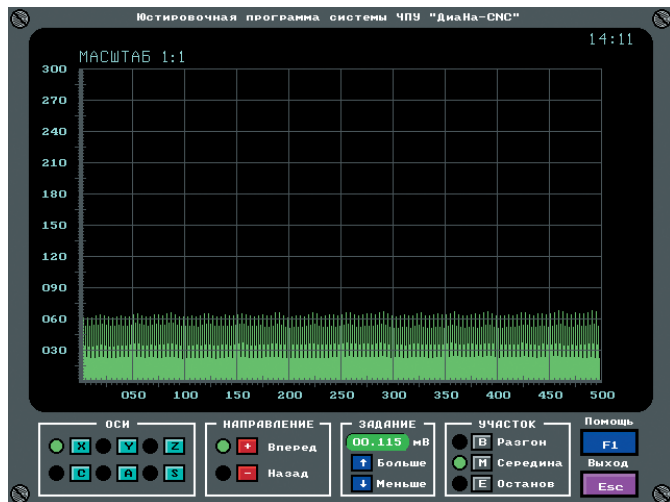 Юстировочная программа системы ЧПУ "ДиаНа-CNC"
14:11
МАСШТАБ 1:1
300
270
240
210
180
150
120
090
060
030
050 100 150 200 250 300 350 400 450 500
ОСИ
X Y Z
C A S
НАПРАВЛЕНИЕ
+ Вперед
- Назад
ЗАДАНИЕ
00.115 мВ
↑ Больше
↓ Меньше
УЧАСТОК
B Разгон
M Середина
E Останов
Помощь
F1
Выход
Esc